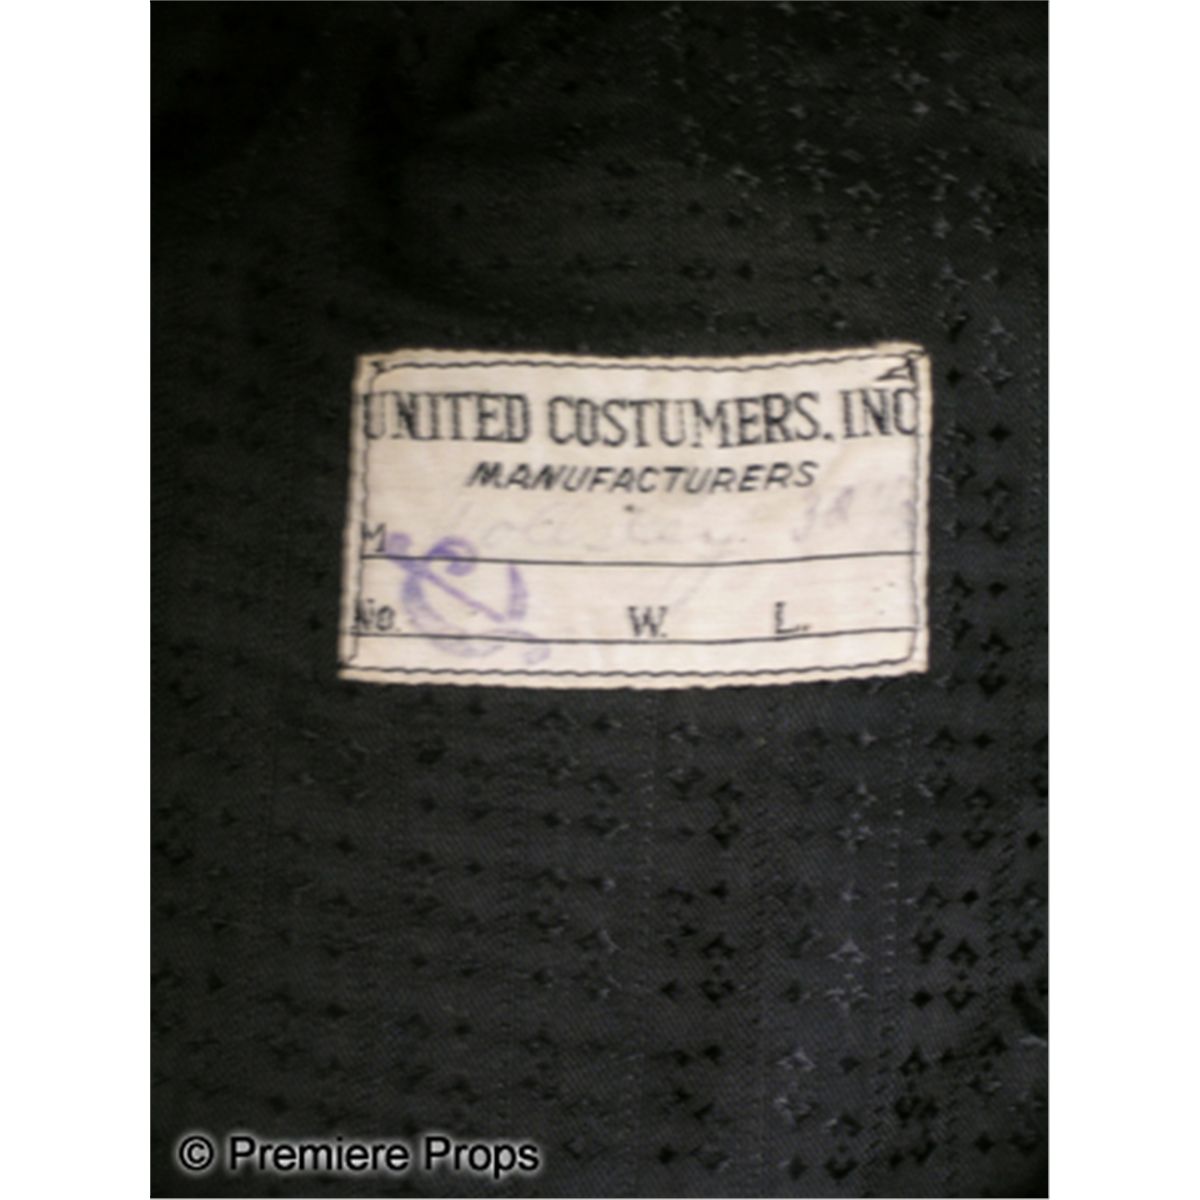 UNITED COSTUMERS, INC
MANUFACTURERS
M
No. W. L.
© Premiere Props